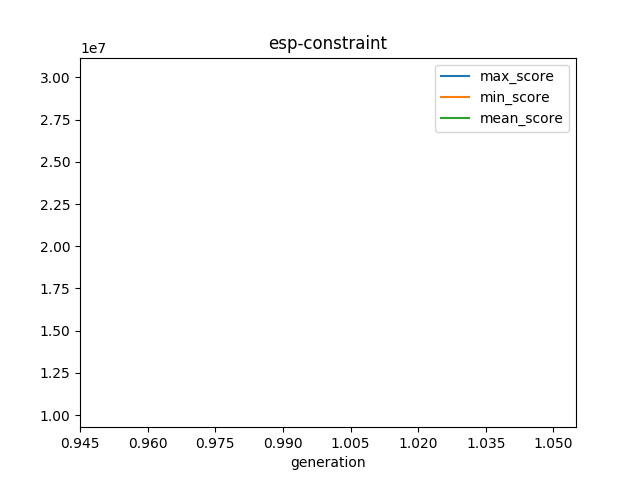 esp-constraint
1e7
3.00
2.75
2.50
2.25
2.00
1.75
1.50
1.25
1.00
max_score
min_score
mean_score
0.945 0.960 0.975 0.990 1.005 1.020 1.035 1.050
generation